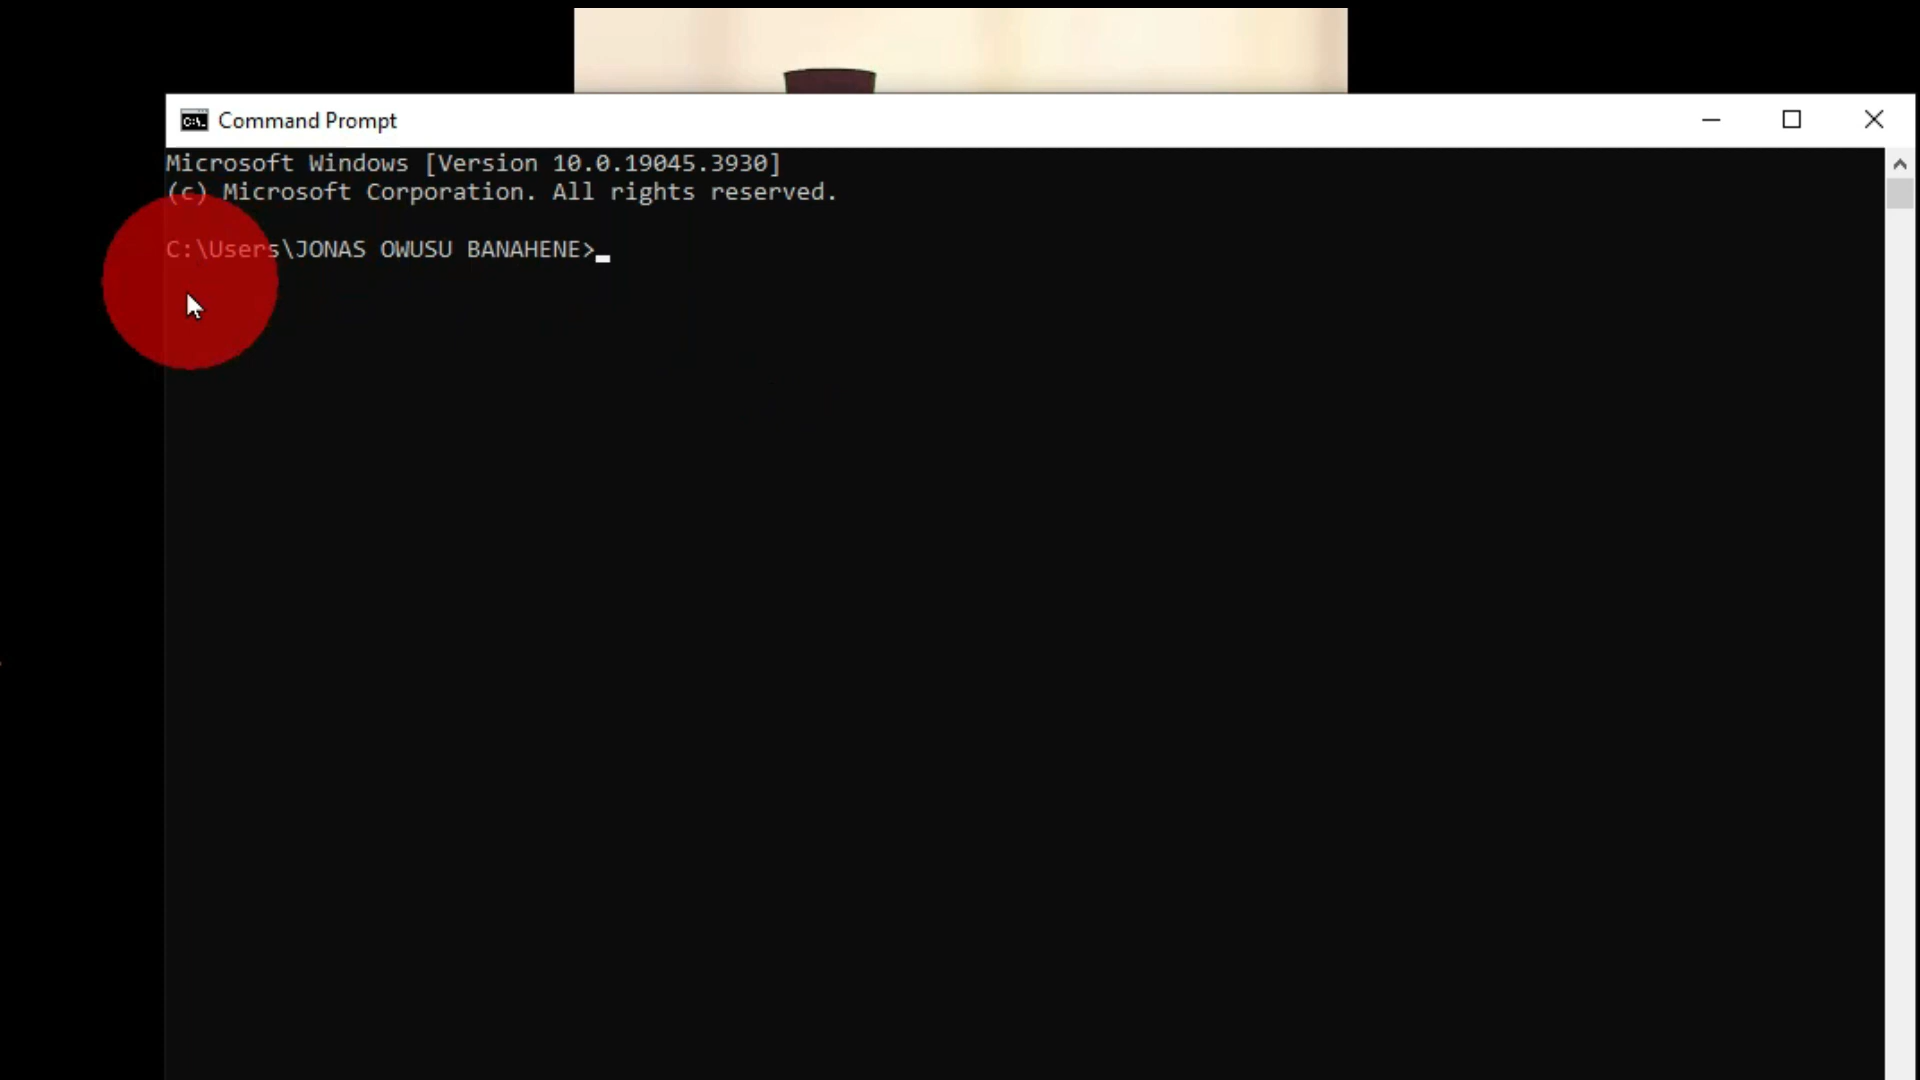 Command Prompt
Microsoft Windows [Version 10.0.19045.3930]
(c) Microsoft Corporation. All rights reserved.
C:\Users\JONAS OWUSU BANAHENE>